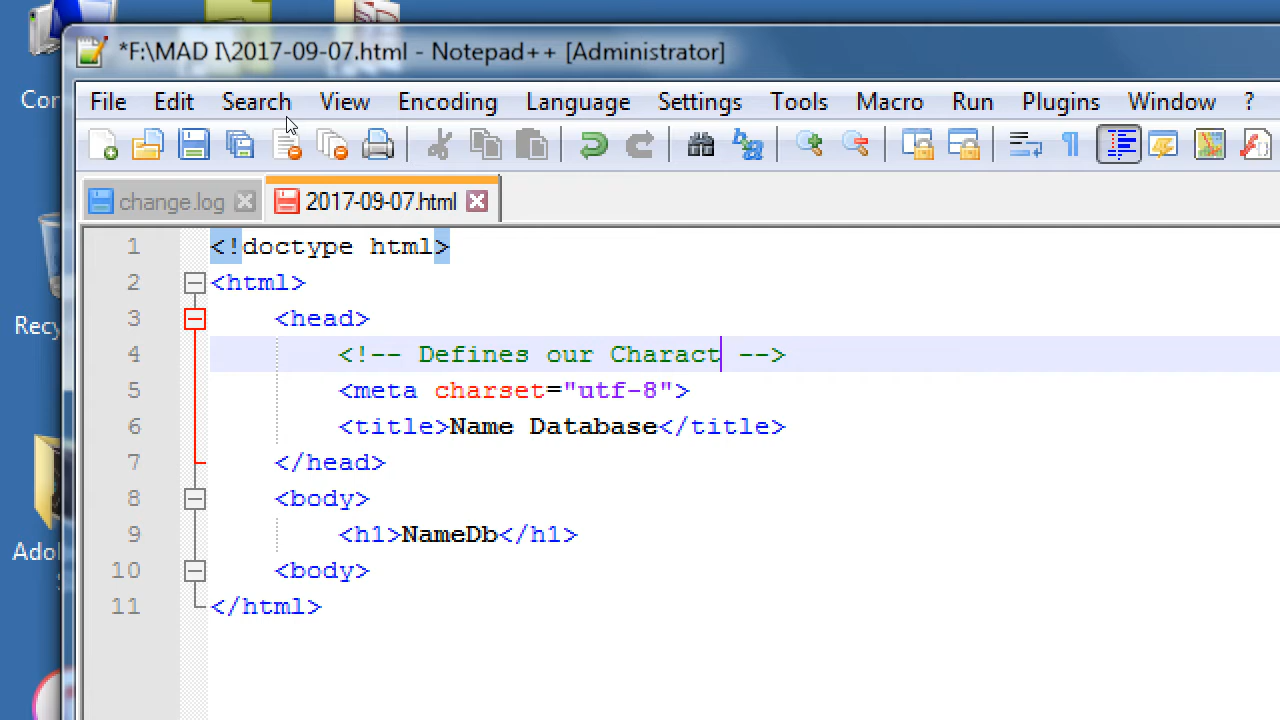 *F:\MAD I\2017-09-07.html - Notepad++ [Administrator]
File Edit Search View Encoding Language Settings Tools Macro Run Plugins Window ?
change.log 2017-09-07.html
1 <!doctype html>
2 <html>
3 <head>
4 <!-- Defines our Charact -->
5 <meta charset="utf-8">
6 <title>Name Database</title>
7 </head>
8 <body>
9 <h1>NameDb</h1>
10 <body>
11 </html>
Cor
Recy
Ado